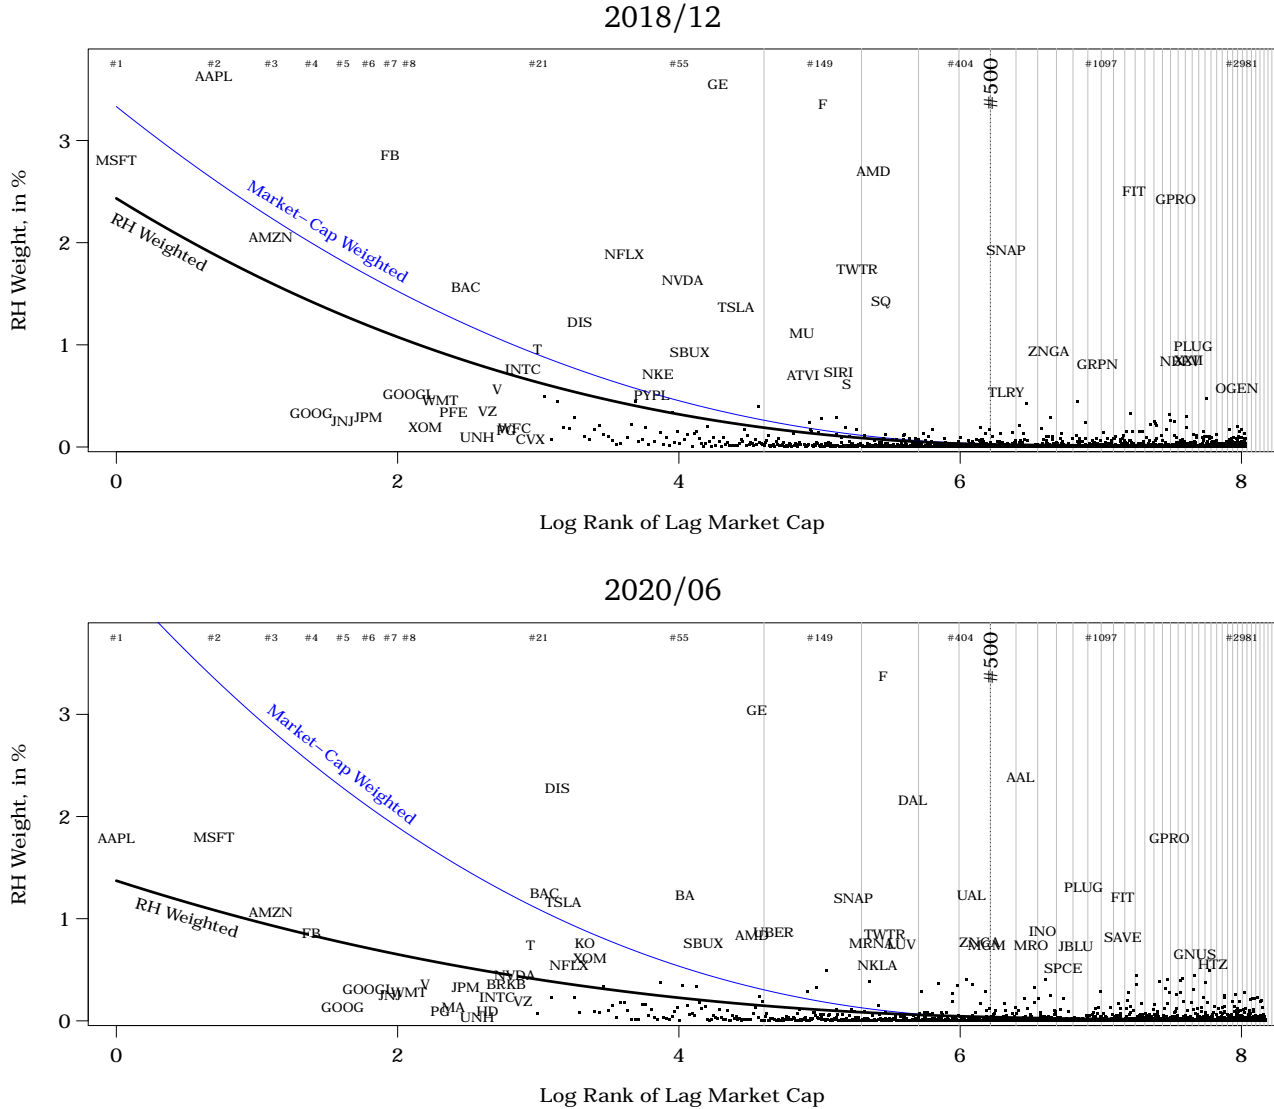 2018/12
#1 #2 #3 #4 #5 #6 #7 #8 #21 #55 #149 #404 #500 #1097 #2981
AAPL
GE
F
MSFT
FB
AMD
FIT
GPRO
Market-Cap Weighted
RH Weighted
AMZN
NFLX
SNAP
TWTR
NVDA
BAC
SQ
TSLA
DIS
MU
T
SBUX
ZNGA
PLUG
GRPN
INTC
NKE
ATVI
SIRI
S
V
OGEN
GOOGL
WMT
PYPL
TLRY
GOOG
JNJ
JPM
PFE
VZ
XOM
UNH
PG
WFC
CVX
3
2
1
0
RH Weight, in %
0 2 4 6 8
Log Rank of Lag Market Cap
2020/06
#1 #2 #3 #4 #5 #6 #7 #8 #21 #55 #149 #404 #500 #1097 #2981
F
GE
Market-Cap Weighted
DIS
AAL
DAL
AAPL
MSFT
GPRO
BAC
TSLA
BA
SNAP
UAL
PLUG
FIT
RH Weighted
AMZN
FB
T
KO
SBUX
AMD
UBER
TWTR
MRNA
LUV
ZNGA
MGM
INO
MRO
JBLU
SAVE
XOM
NFLX
NKLA
SPCE
GNUS
HTZ
NVDA
GOOGL
JNJ
WMT
V
JPM
BRKB
INTC
VZ
GOOG
PG
MA
HD
UNH
3
2
1
0
RH Weight, in %
0 2 4 6 8
Log Rank of Lag Market Cap